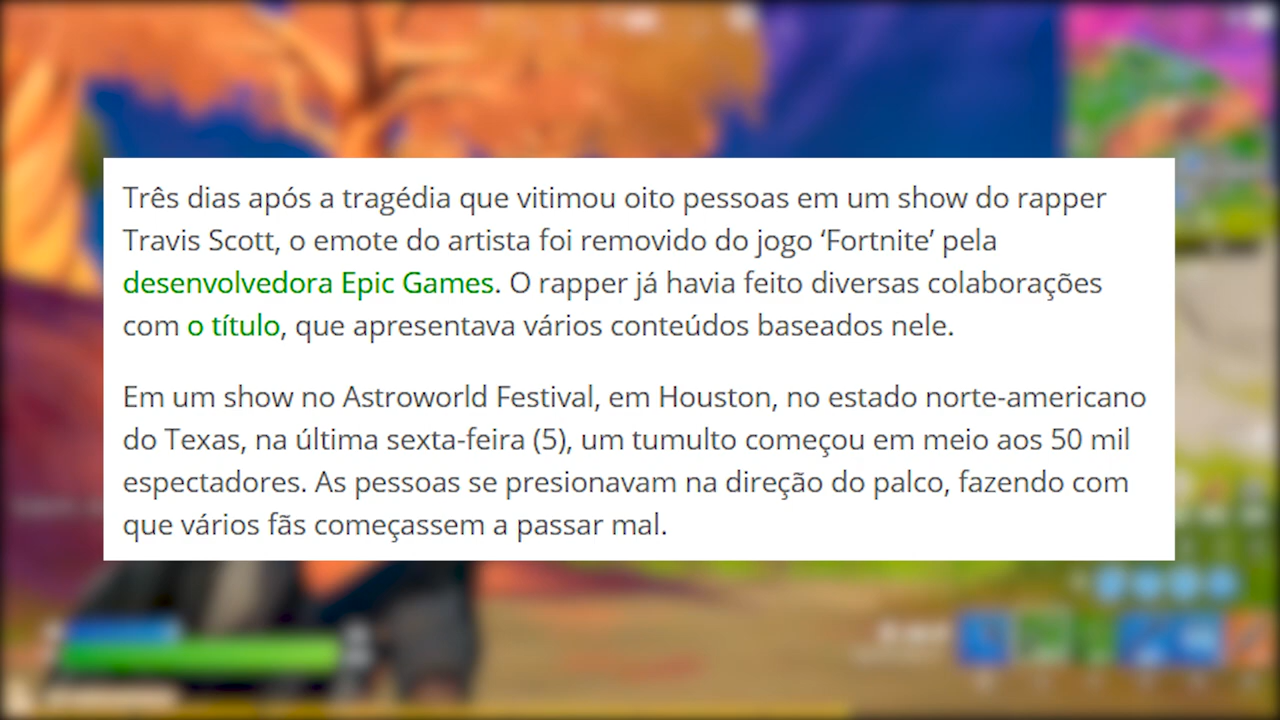 Três dias após a tragédia que vitimou oito pessoas em um show do rapper
Travis Scott, o emote do artista foi removido do jogo ‘Fortnite’ pela
desenvolvedora Epic Games. O rapper já havia feito diversas colaborações
com o título, que apresentava vários conteúdos baseados nele.
Em um show no Astroworld Festival, em Houston, no estado norte-americano
do Texas, na última sexta-feira (5), um tumulto começou em meio aos 50 mil
espectadores. As pessoas se presionavam na direção do palco, fazendo com
que vários fãs começassem a passar mal.